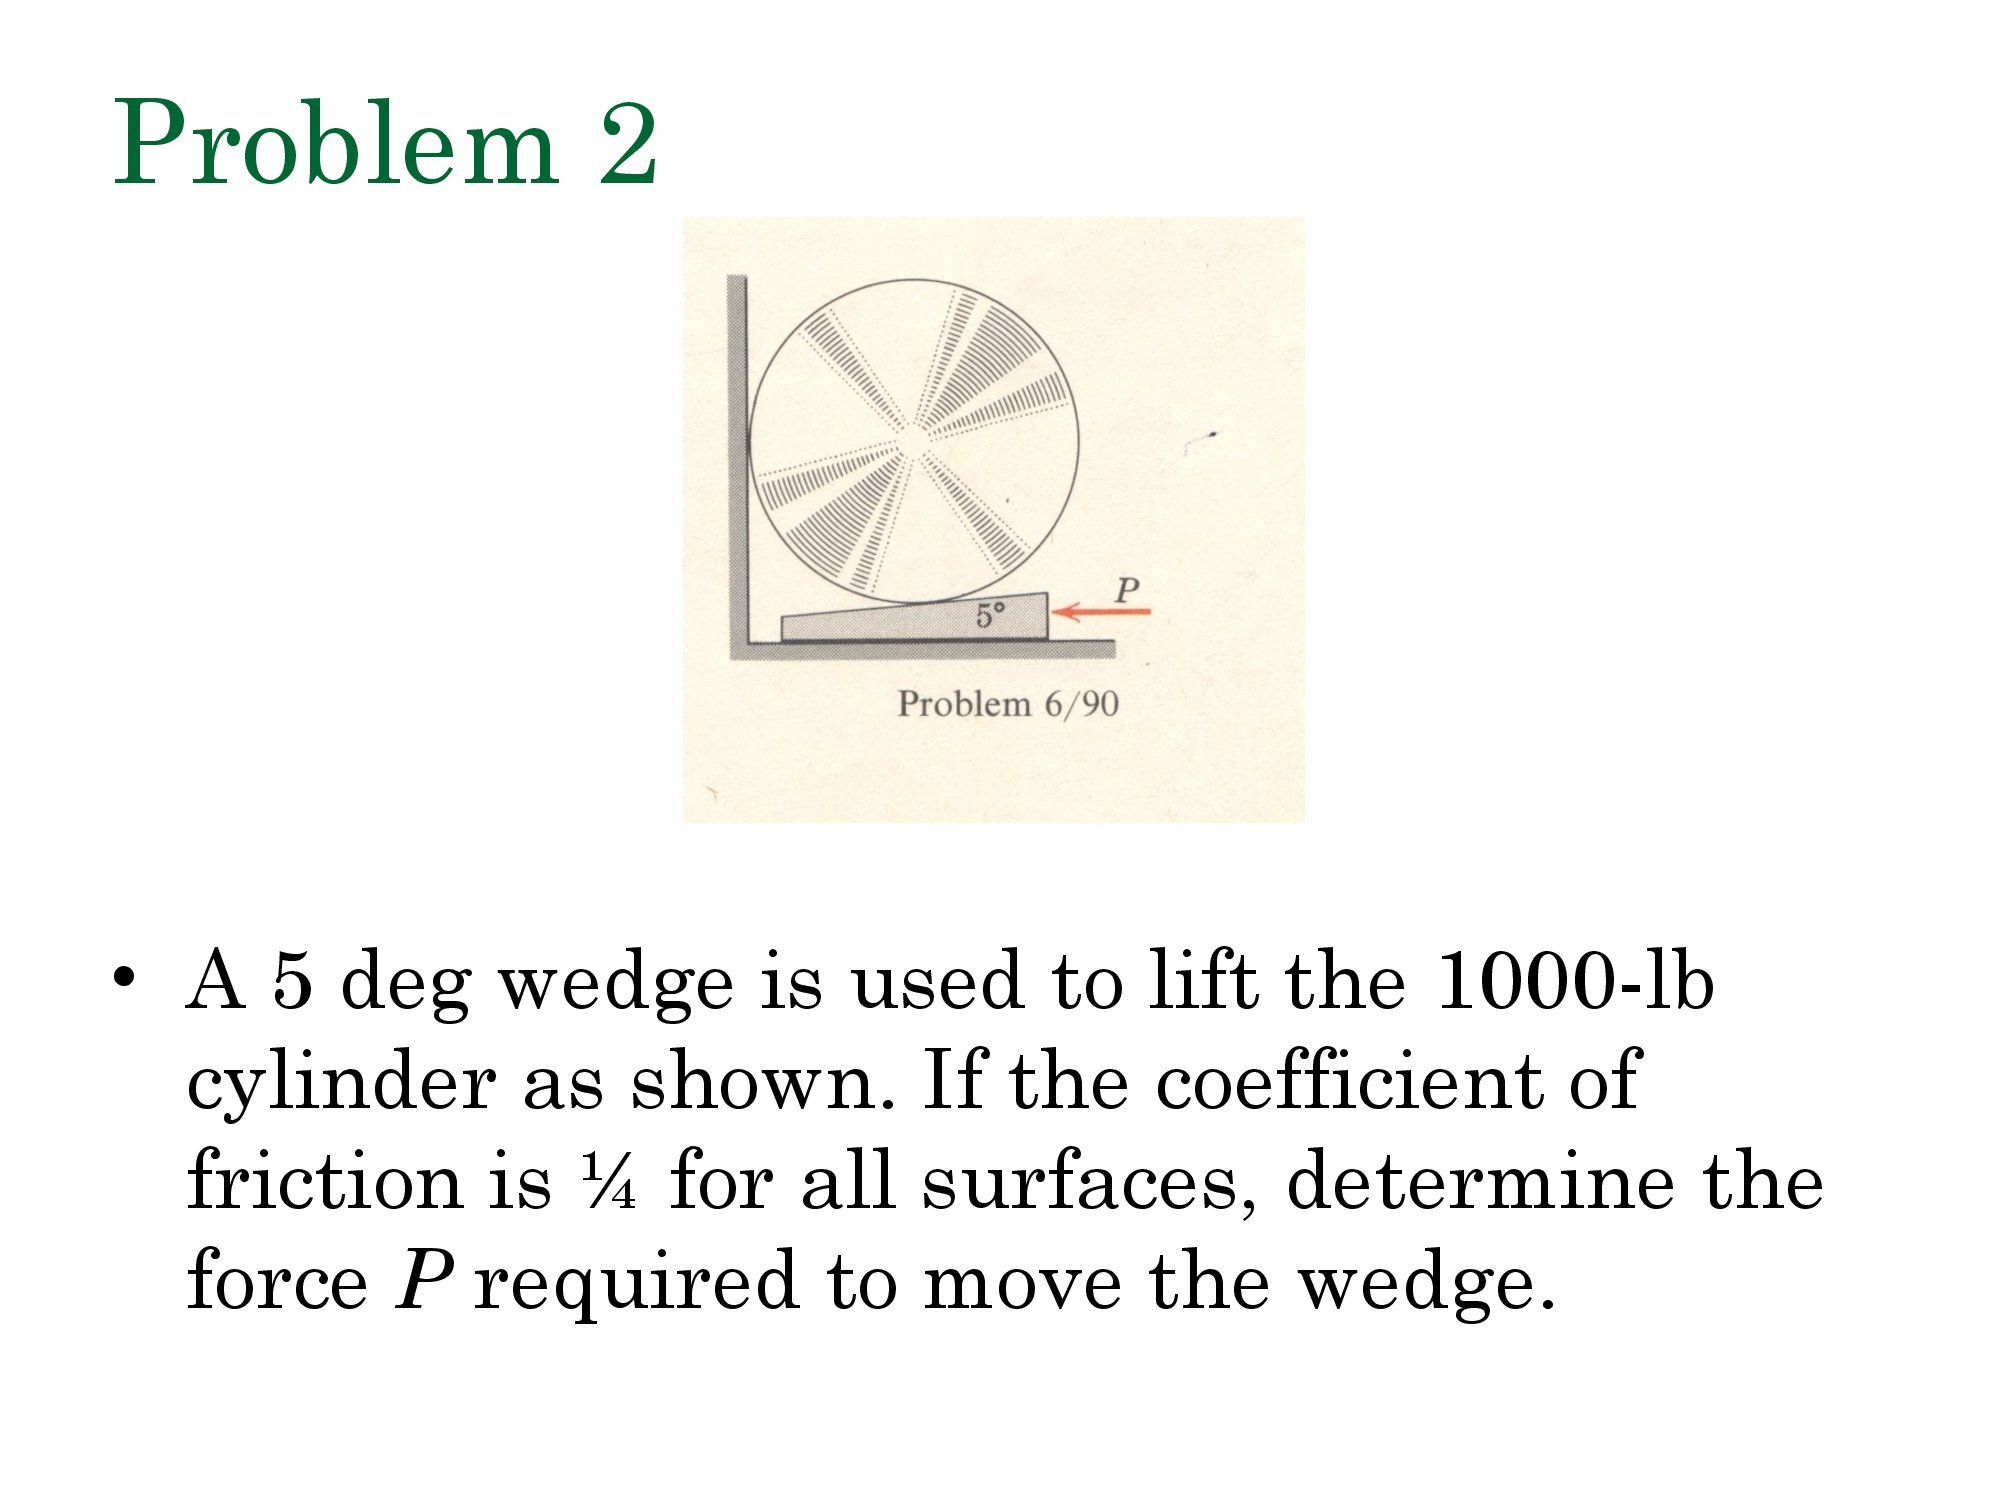 Problem 2
5°
P
Problem 6/90
• A 5 deg wedge is used to lift the 1000-lb
cylinder as shown. If the coefficient of
friction is ¼ for all surfaces, determine the
force P required to move the wedge.